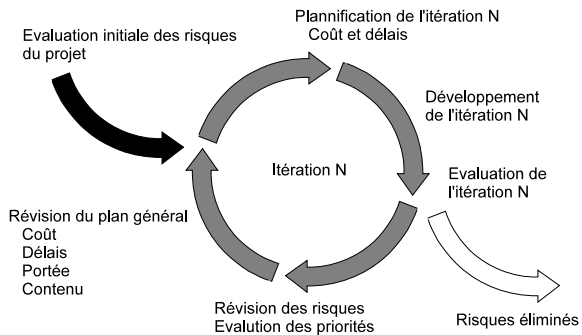 Evaluation initiale des risques
du projet
Plannification de l'itération N
Coût et délais
Développement
de l'itération N
Itération N
Evaluation de
l'itération N
Révision du plan général
Coût
Délais
Portée
Contenu
Révision des risques
Evalution des priorités
Risques éliminés